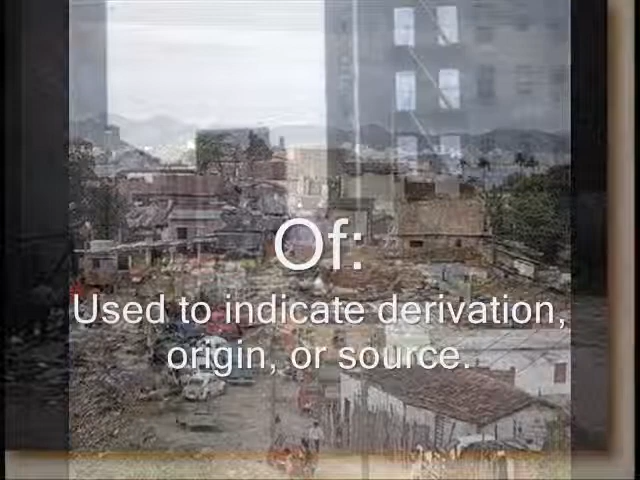 Of:
Used to indicate derivation,
origin, or source.